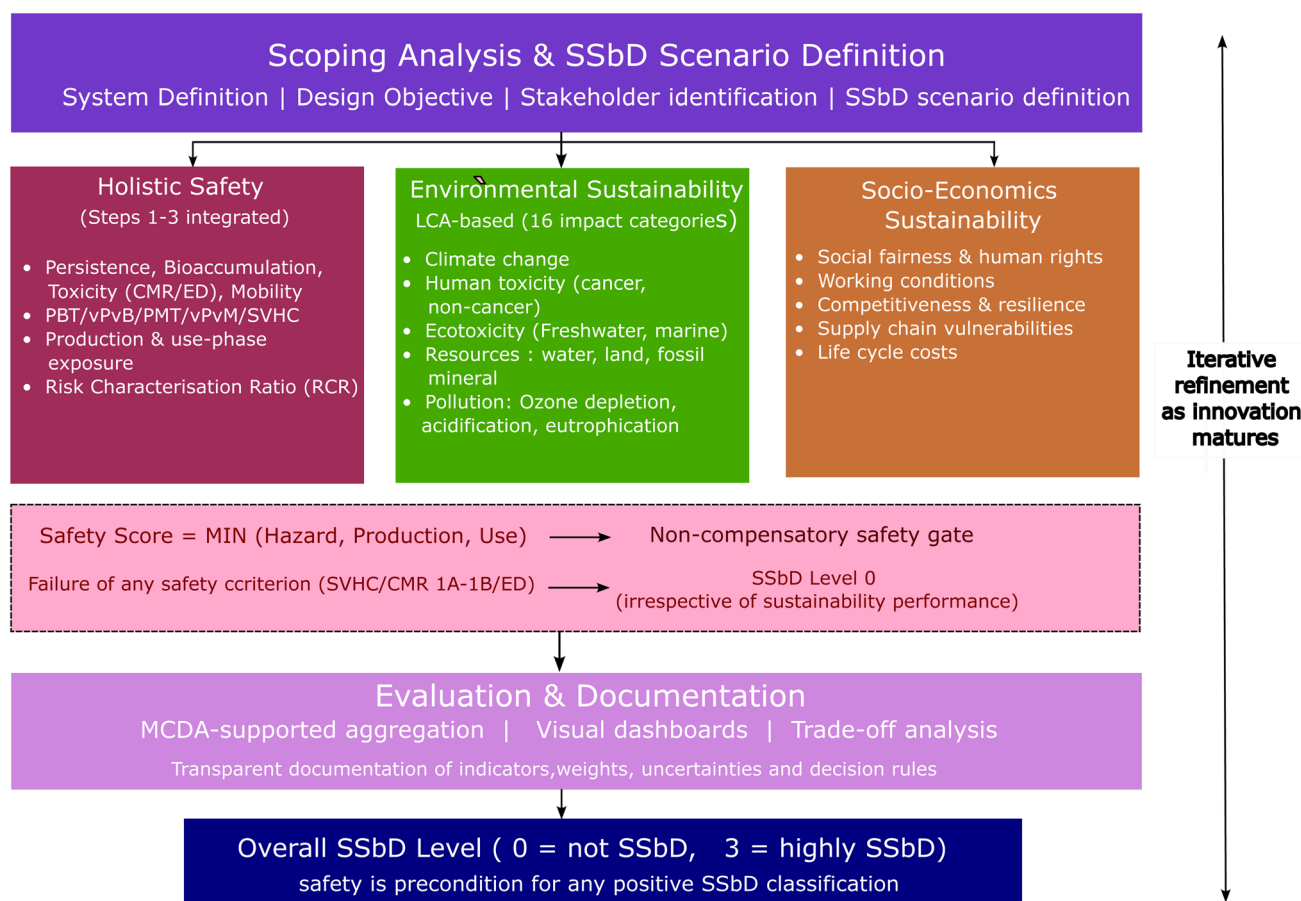 Scoping Analysis & SSbD Scenario Definition
System Definition | Design Objective | Stakeholder identification | SSbD scenario definition
Holistic Safety
(Steps 1-3 integrated)
• Persistence, Bioaccumulation,
Toxicity (CMR/ED), Mobility
• PBT/vPvB/PMT/vPvM/SVHC
• Production & use-phase
exposure
• Risk Characterisation Ratio (RCR)
Environmental Sustainability
LCA-based (16 impact categories)
• Climate change
• Human toxicity (cancer,
non-cancer)
• Ecotoxicity (Freshwater, marine)
• Resources : water, land, fossil
mineral
• Pollution: Ozone depletion,
acidification, eutrophication
Socio-Economics
Sustainability
• Social fairness & human rights
• Working conditions
• Competitiveness & resilience
• Supply chain vulnerabilities
• Life cycle costs
Iterative
refinement
as innovation
matures
Safety Score = MIN (Hazard, Production, Use)
Non-compensatory safety gate
Failure of any safety ccriterion (SVHC/CMR 1A-1B/ED)
SSbD Level 0
(irrespective of sustainability performance)
Evaluation & Documentation
MCDA-supported aggregation | Visual dashboards | Trade-off analysis
Transparent documentation of indicators,weights, uncertainties and decision rules
Overall SSbD Level ( 0 = not SSbD, 3 = highly SSbD)
safety is precondition for any positive SSbD classification